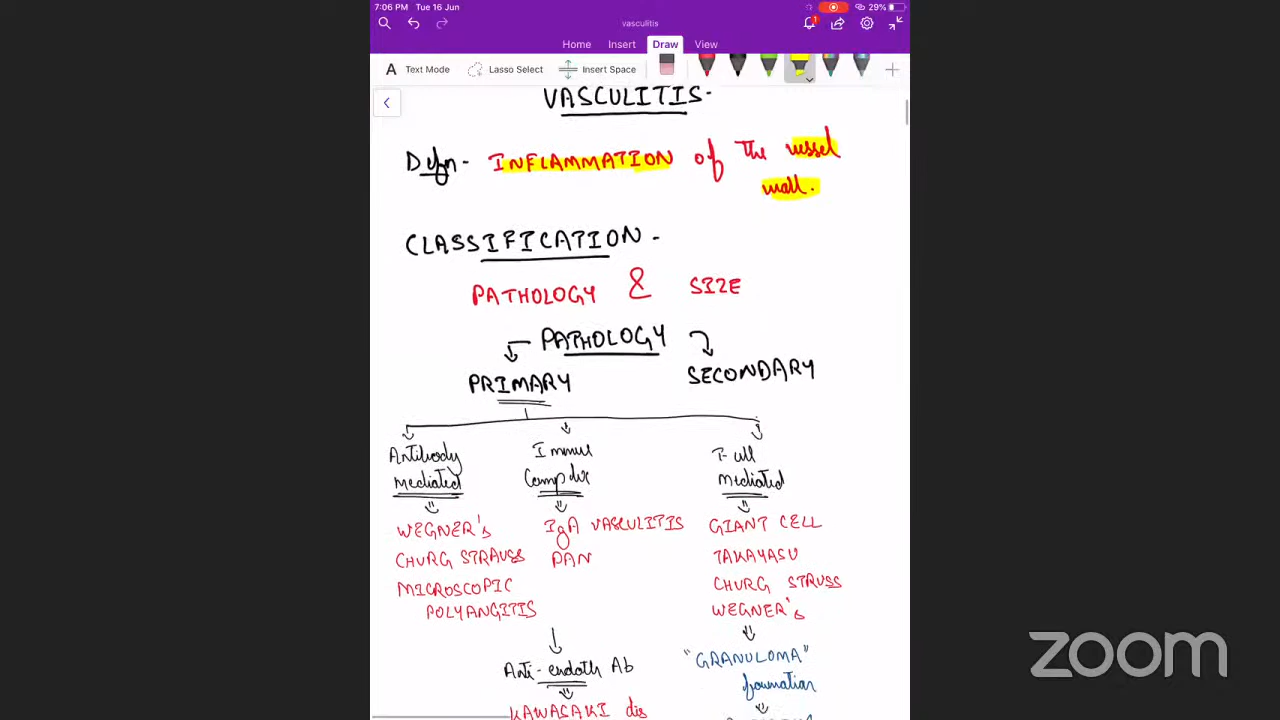 7:06 PM Tue 16 Jun
29%
vasculitis
1
Home Insert Draw View
A Text Mode Lasso Select Insert Space
VASCULITIS-
Defn- INFLAMMATION of The vessel
wall.
CLASSIFICATION-
PATHOLOGY & SIZE
PATHOLOGY
PRIMARY SECONDARY
Antibody Immune T-cell
Mediated Complex Mediated
WEGNER'S IgA VASCULITIS GIANT CELL
CHURG STRAUSS PAN TAKAYASU
MICROSCOPIC CHURG STRUSS
POLYANGITIS WEGNER'S
Anti-endoth Ab "GRANULOMA"
formation
KAWASAKI dis
zoom